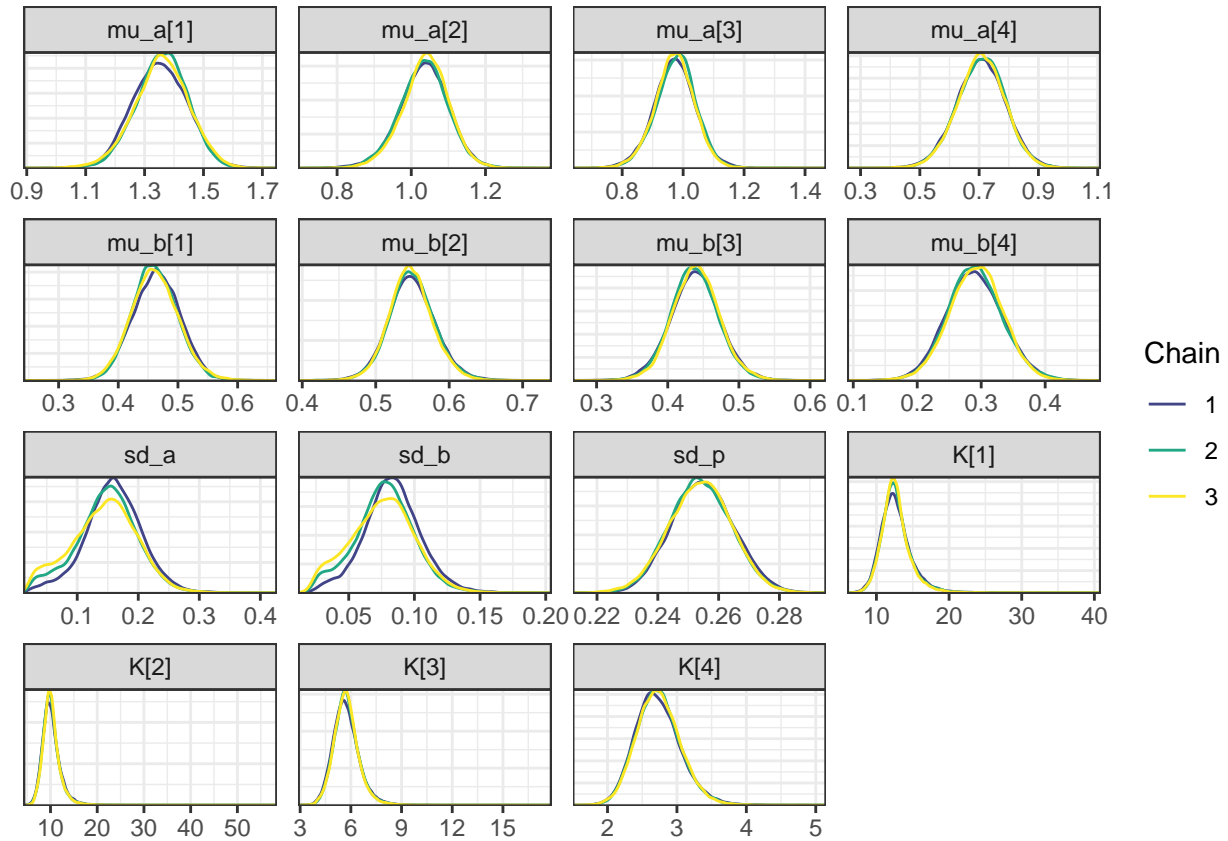 mu_a[1] mu_a[2] mu_a[3] mu_a[4]
0.9 1.1 1.3 1.5 1.7 0.8 1.0 1.2 0.8 1.0 1.2 1.4 0.3 0.5 0.7 0.9 1.1
mu_b[1] mu_b[2] mu_b[3] mu_b[4]
0.3 0.4 0.5 0.6 0.4 0.5 0.6 0.7 0.3 0.4 0.5 0.6 0.1 0.2 0.3 0.4
Chain
1
2
3
sd_a sd_b sd_p K[1]
0.1 0.2 0.3 0.4 0.05 0.10 0.15 0.20 0.22 0.24 0.26 0.28 10 20 30 40
K[2] K[3] K[4]
10 20 30 40 50 3 6 9 12 15 2 3 4 5